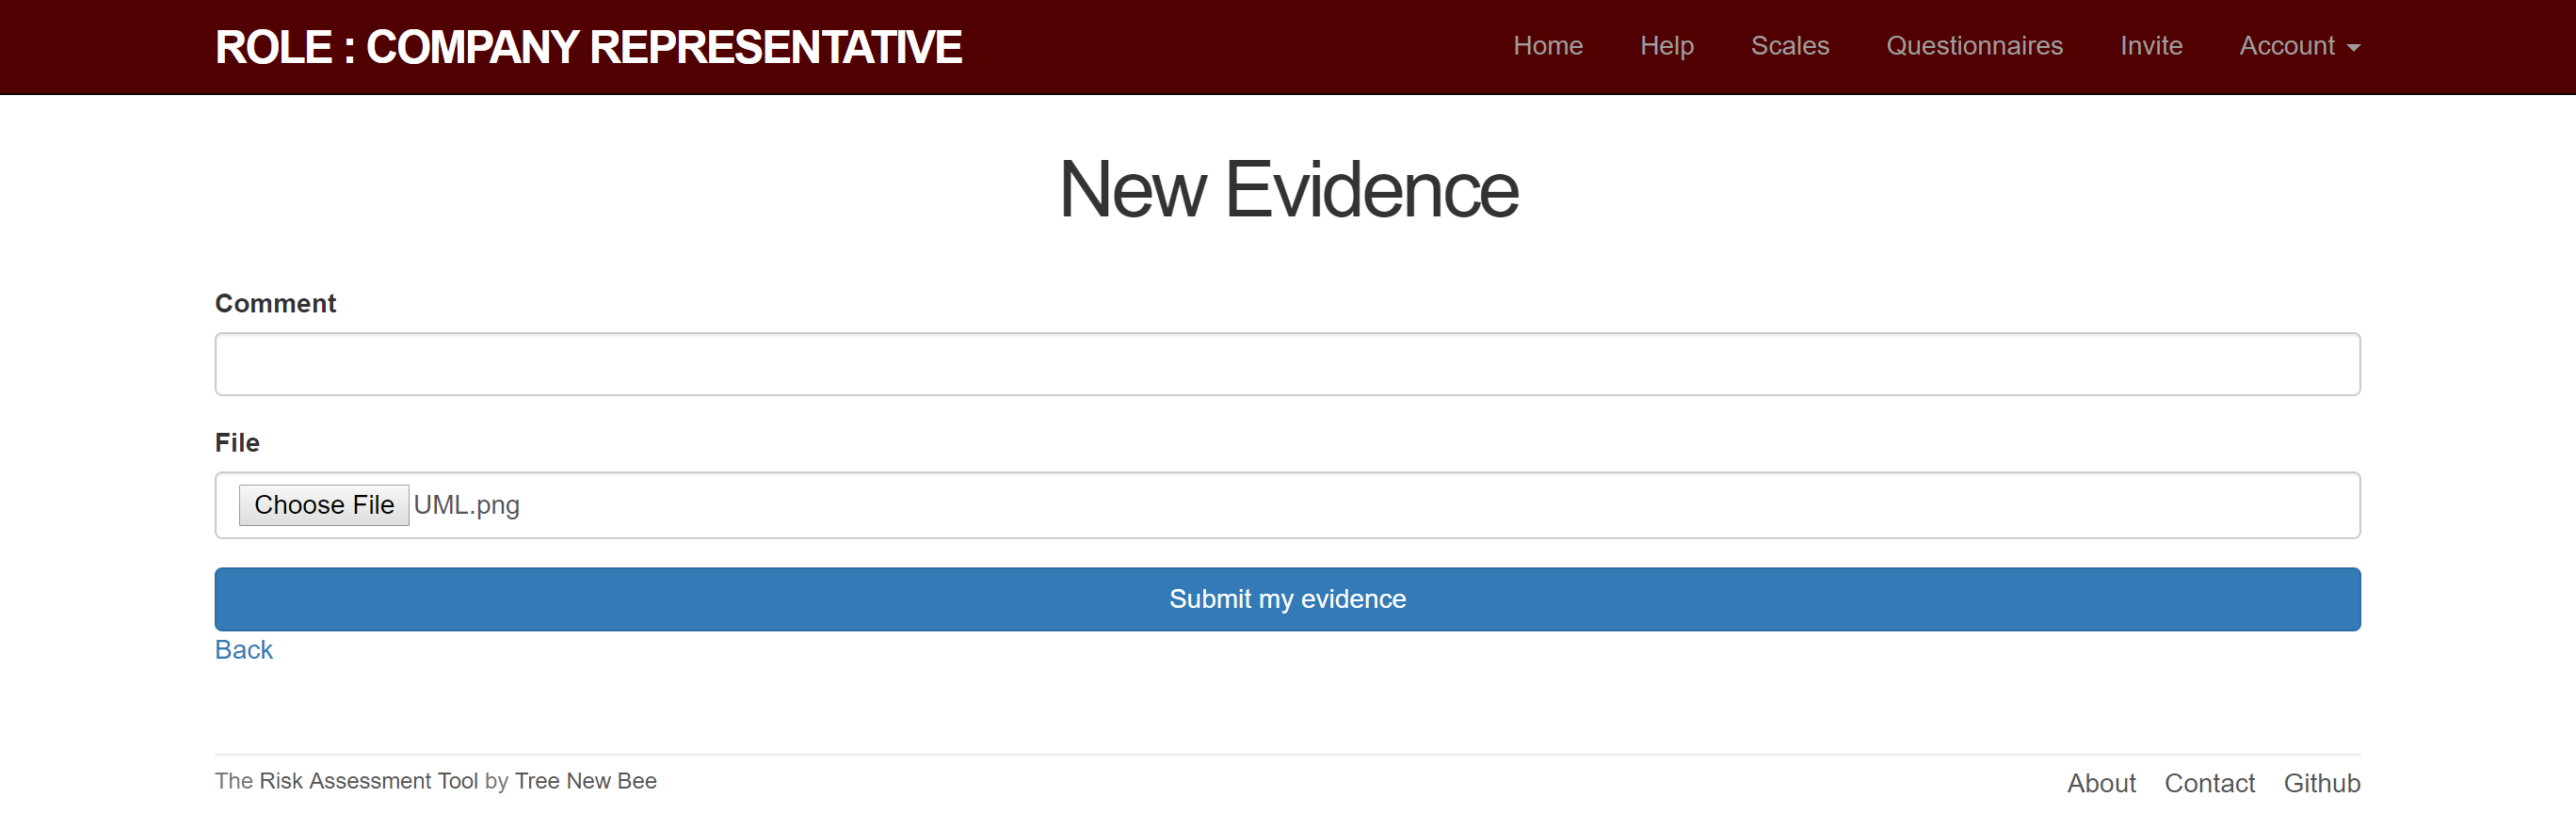 ROLE : COMPANY REPRESENTATIVE Home Help Scales Questionnaires Invite Account
New Evidence
Comment
File
Choose File UML.png
Submit my evidence
Back
The Risk Assessment Tool by Tree New Bee About Contact Github